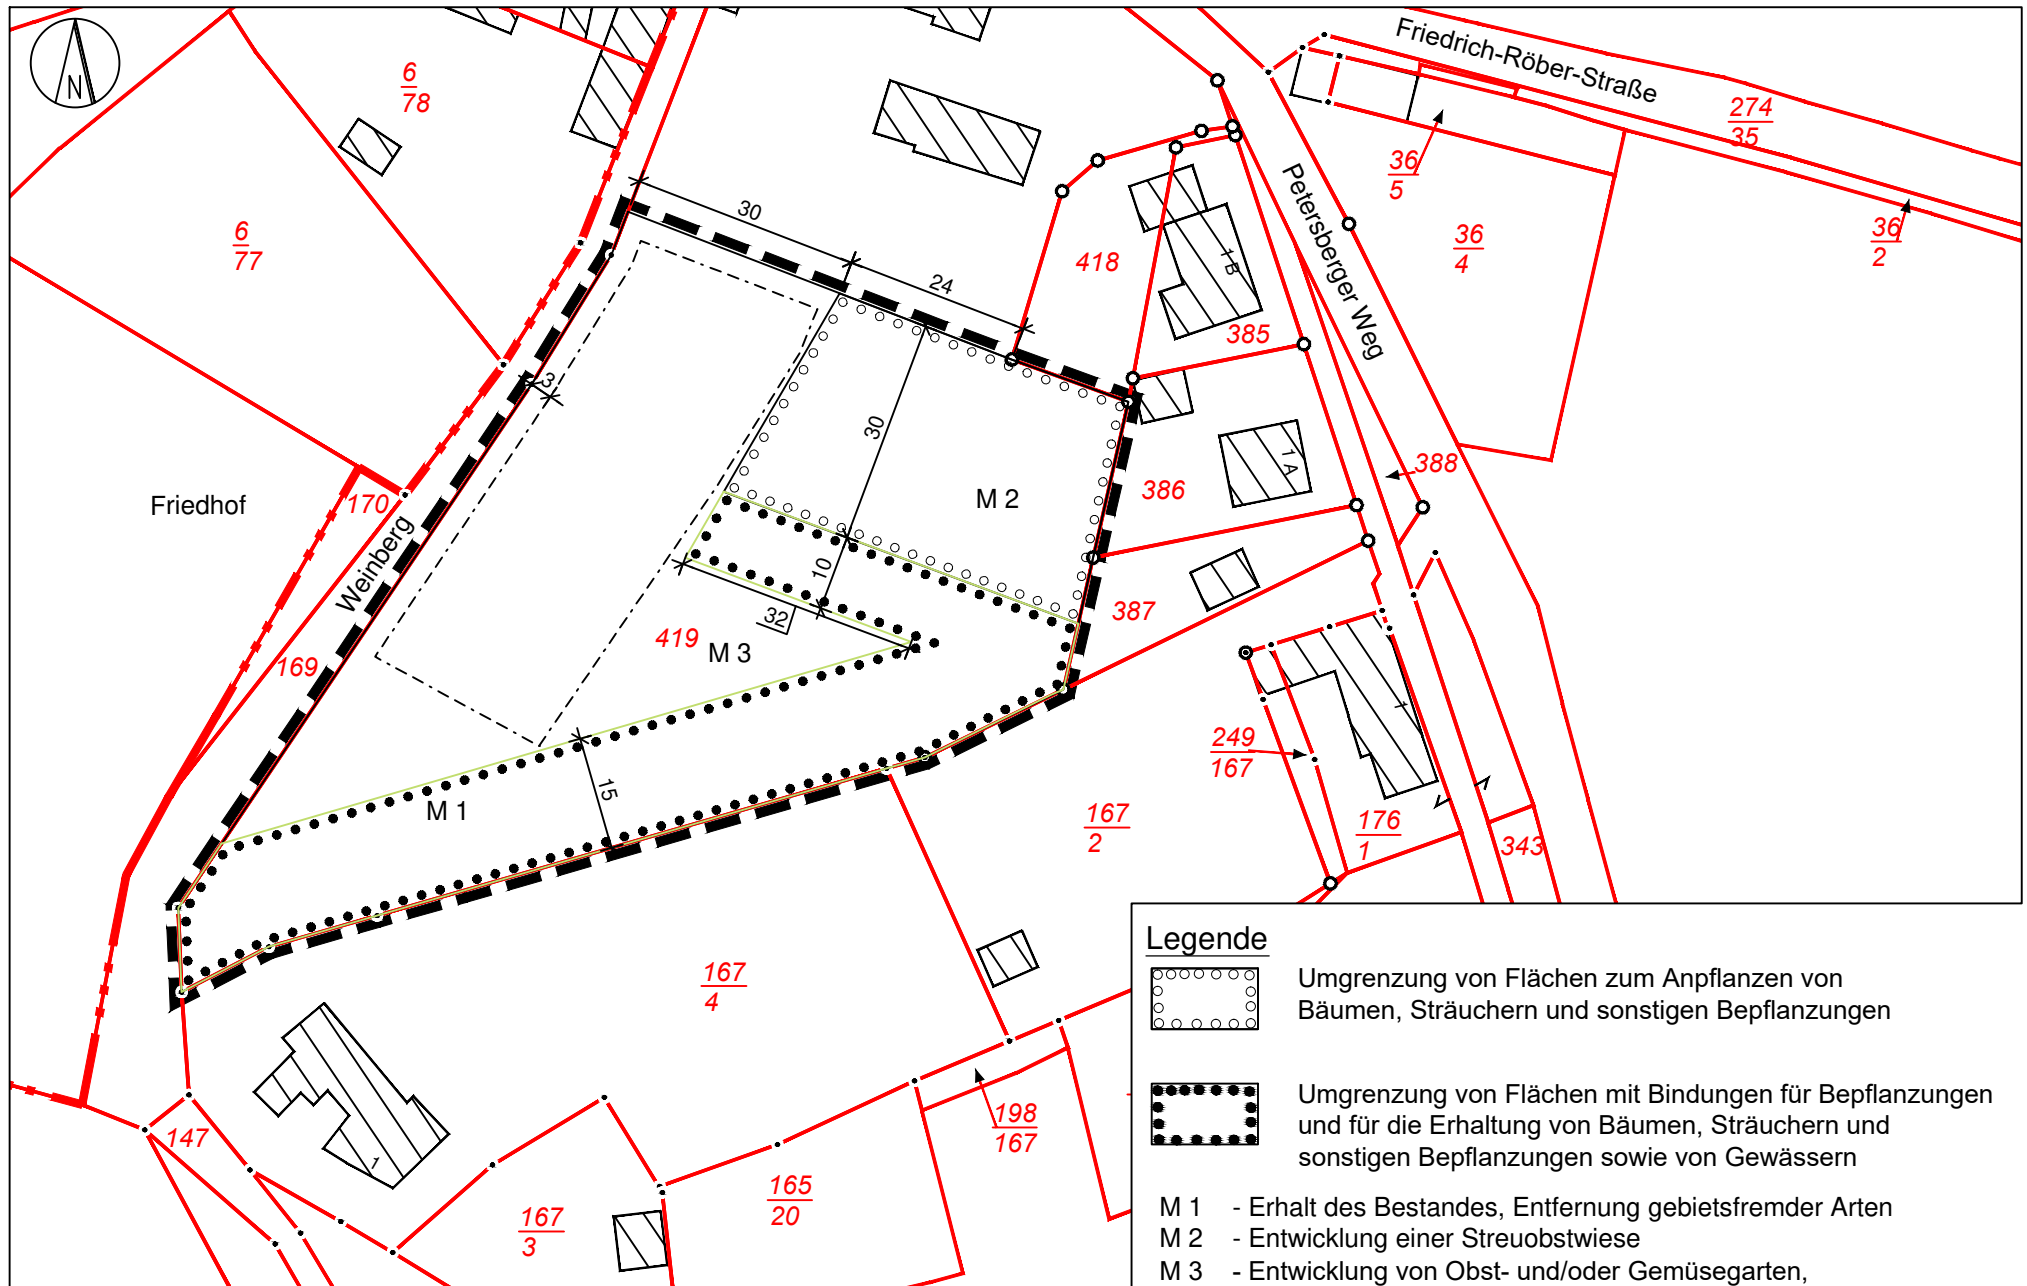 N
6
78
6
77
Friedrich-Röber-Straße
274
35
36
5
36
4
36
2
30
24
418
1 B
385
Petersberger Weg
3
30
M 2
386
1 A
388
Friedhof
170
Weinberg
10
32
419
M 3
387
169
1
249
167
15
M 1
167
2
176
1
343
167
4
147
1
198
167
165
20
167
3
Legende
Umgrenzung von Flächen zum Anpflanzen von
Bäumen, Sträuchern und sonstigen Bepflanzungen
Umgrenzung von Flächen mit Bindungen für Bepflanzungen
und für die Erhaltung von Bäumen, Sträuchern und
sonstigen Bepflanzungen sowie von Gewässern
M 1 - Erhalt des Bestandes, Entfernung gebietsfremder Arten
M 2 - Entwicklung einer Streuobstwiese
M 3 - Entwicklung von Obst- und/oder Gemüsegarten,